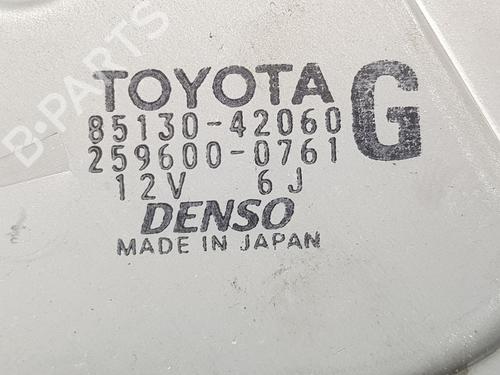 B-PARTS
TOYOTA G
85130-42060
259600-0761
12V 6J
DENSO
MADE IN JAPAN